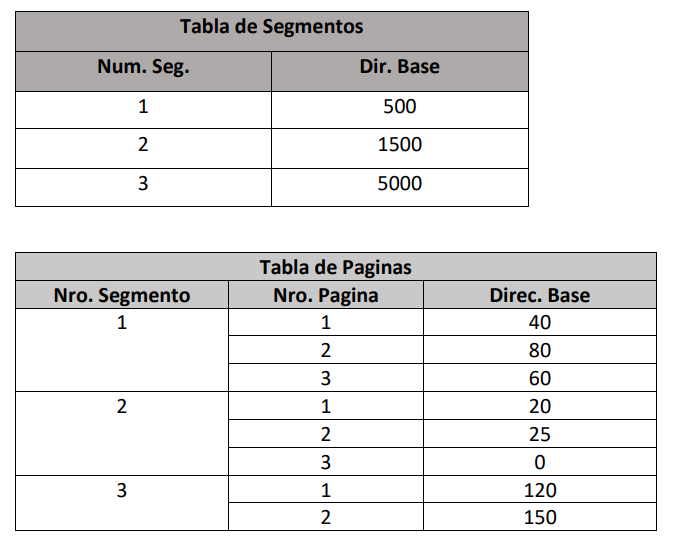 Tabla de Segmentos
Num. Seg. Dir. Base
1 500
2 1500
3 5000
Tabla de Paginas
Nro. Segmento Nro. Pagina Direc. Base
1 1 40
2 80
3 60
2 1 20
2 25
3 0
3 1 120
2 150